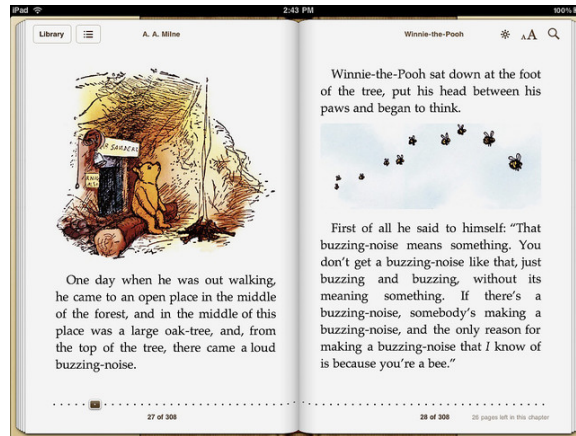 iPad
2:43 PM
100%
Library
A. A. Milne
Winnie-the-Pooh
AA
R SANDERS
One day when he was out walking,
he came to an open place in the middle
of the forest, and in the middle of this
place was a large oak-tree, and, from
the top of the tree, there came a loud
buzzing-noise.
27 of 308
Winnie-the-Pooh sat down at the foot
of the tree, put his head between his
paws and began to think.
First of all he said to himself: “That
buzzing-noise means something. You
don’t get a buzzing-noise like that, just
buzzing and buzzing, without its
meaning something. If there’s a
buzzing-noise, somebody’s making a
buzzing-noise, and the only reason for
making a buzzing-noise that I know of
is because you’re a bee.”
28 of 308
26 pages left in this chapter